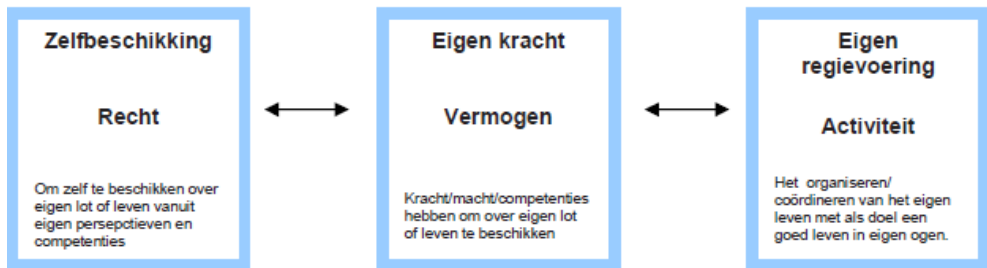 Zelfbeschikking
Recht
Om zelf te beschikken over
eigen lot of leven vanuit
eigen persepctieven en
competenties
Eigen kracht
Vermogen
Kracht/macht/competenties
hebben om over eigen lot
of leven te beschikken
Eigen
regievoering
Activiteit
Het organiseren/
coördineren van het eigen
leven met als doel een
goed leven in eigen ogen.